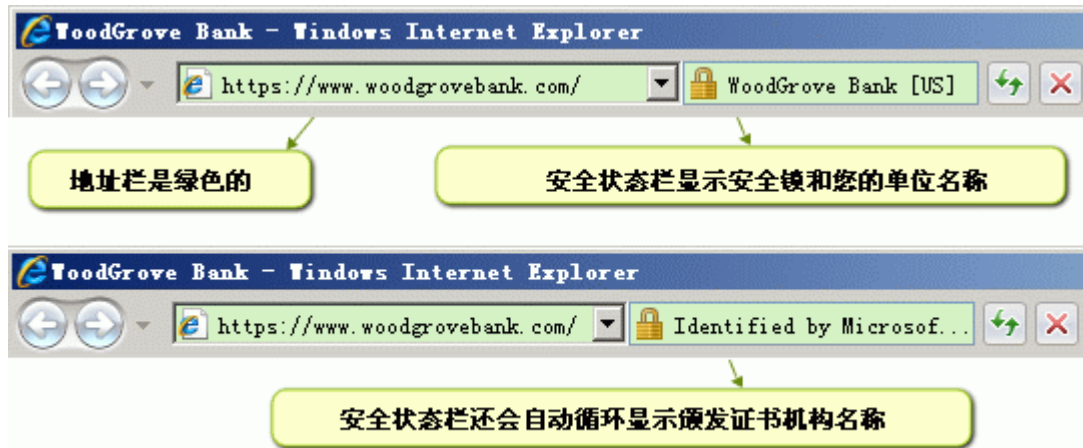 WoodGrove Bank - Windows Internet Explorer
https://www.woodgrovebank.com/ WoodGrove Bank [US]
地址栏是绿色的
安全状态栏显示安全镜和您的单位名称
WoodGrove Bank - Windows Internet Explorer
https://www.woodgrovebank.com/ Identified by Microsof...
安全状态栏还会自动循环显示颁发证书机构名称